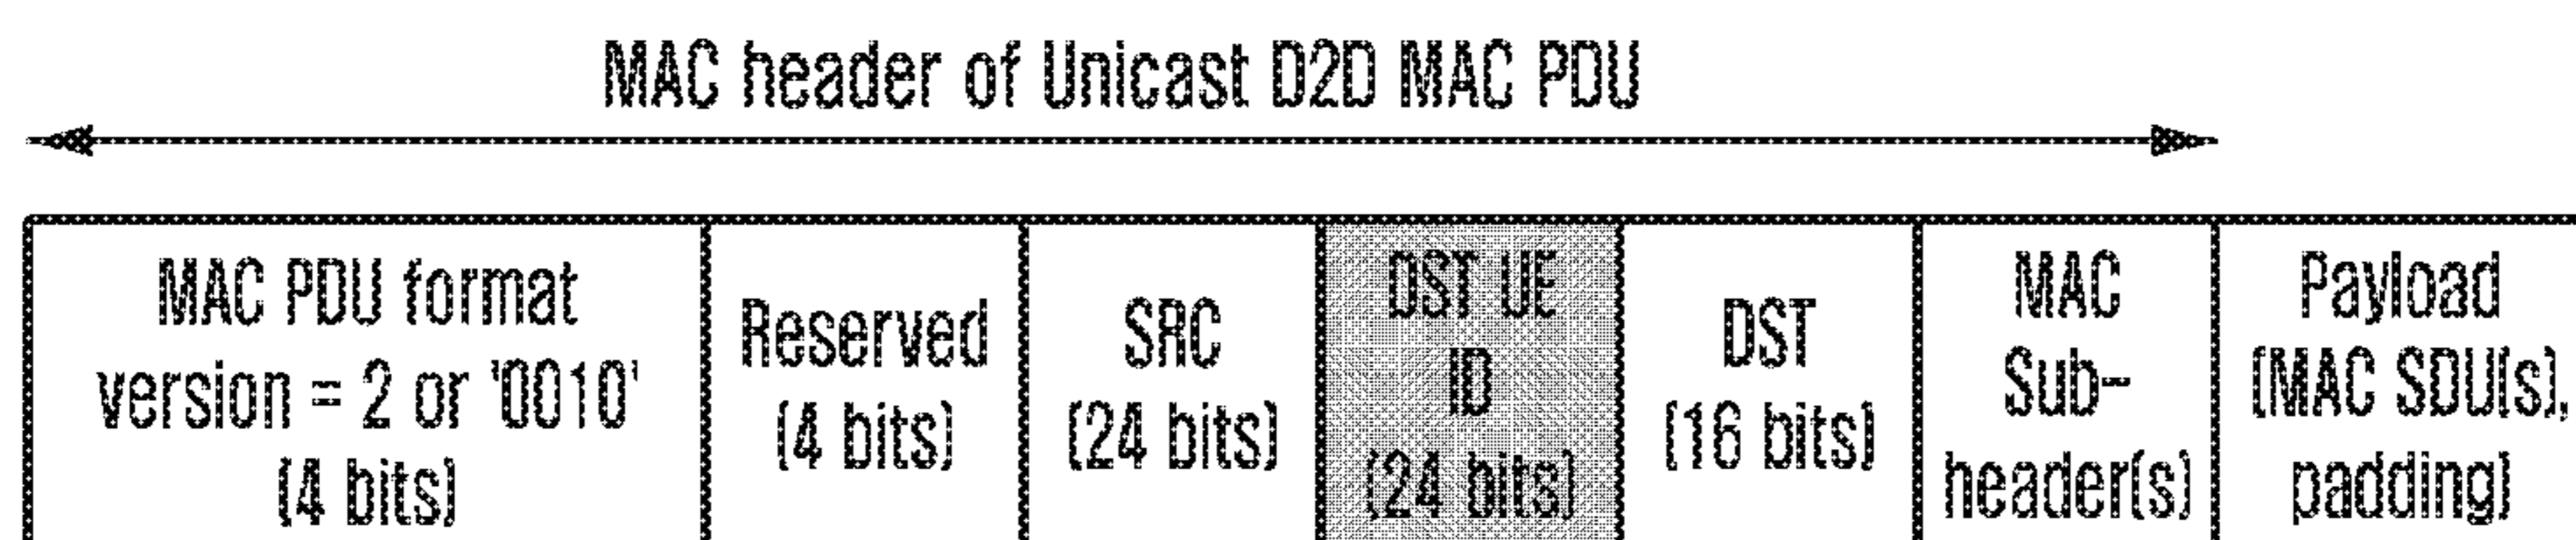 MAC header of Unicast D2D MAC PDU
MAC PDU format
version = 2 or '0010'
(4 bits)
Reserved
(4 bits)
SRC
(24 bits)
DST UE
ID
(24 bits)
DST
(16 bits)
MAC
Sub-
header(s)
Payload
(MAC SDU(s),
padding)